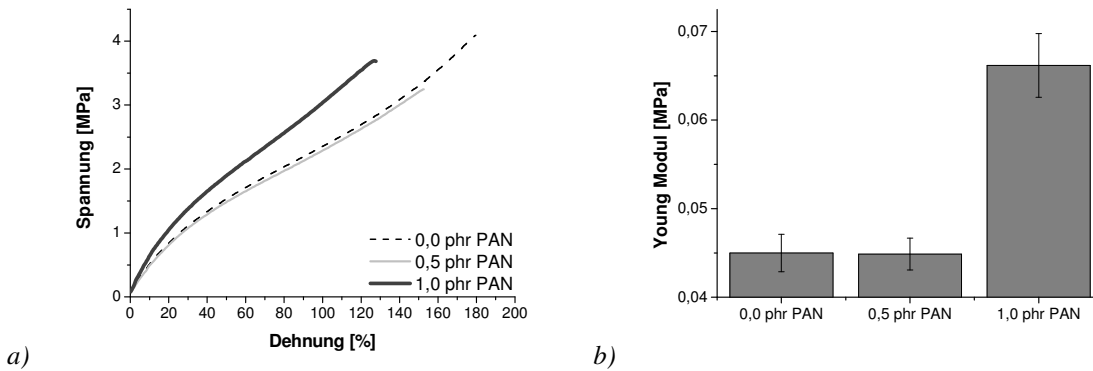 Spannung [MPa]
4
3
2
1
0
0 20 40 60 80 100 120 140 160 180 200
Dehnung [%]
0,0 phr PAN
0,5 phr PAN
1,0 phr PAN
a)
Young Modul [MPa]
0,07
0,06
0,05
0,04
0,0 phr PAN 0,5 phr PAN 1,0 phr PAN
b)